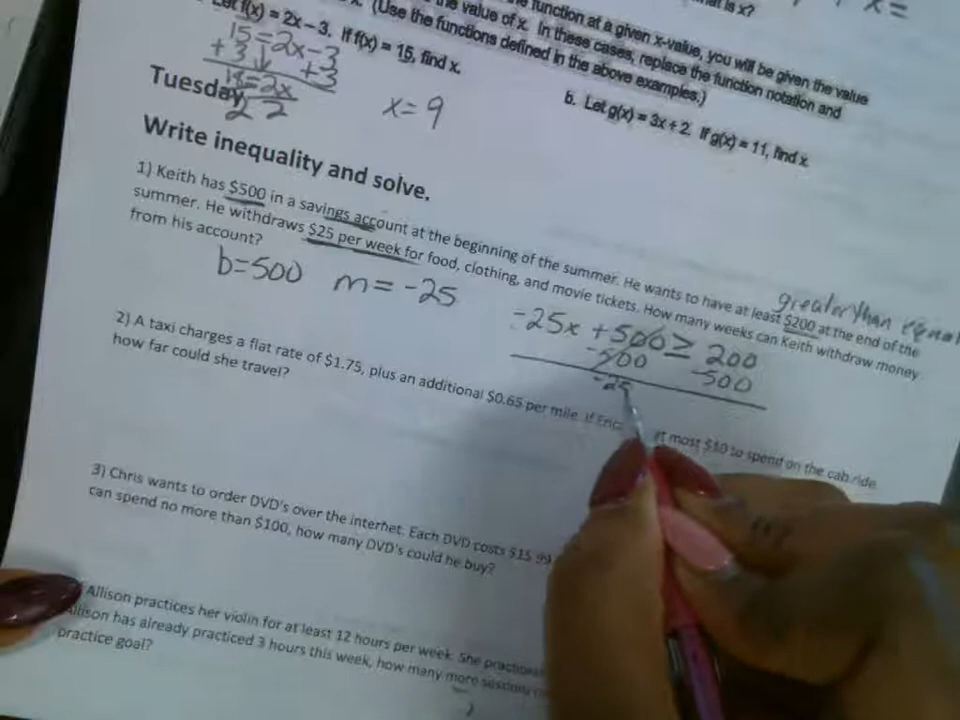 what is x?
x =
function at a given x-value, you will be given the value
the value of x. In these cases, replace the function notation and
(Use the functions defined in the above examples.)
Let f(x) = 2x – 3. If f(x) = 15, find x.
15 = 2x - 3
+ 3 ↓ + 3
18 = 2x
2 2
x = 9
b. Let g(x) = 3x + 2. If g(x) = 11, find x.
Tuesday
Write inequality and solve.
1) Keith has $500 in a savings account at the beginning of the summer. He wants to have at least $200 at the end of the
summer. He withdraws $25 per week for food, clothing, and movie tickets. How many weeks can Keith withdraw money
from his account?
greater than equal
b=500 m = -25
-25x + 500 ≥ 200
-500 -500
-25
2) A taxi charges a flat rate of $1.75, plus an additional $0.65 per mile. If at most $10 to spend on the cab ride
how far could she travel?
3) Chris wants to order DVD's over the internet. Each DVD costs $15.99
can spend no more than $100, how many DVD's could he buy?
Allison practices her violin for at least 12 hours per week. She practices
Allison has already practiced 3 hours this week, how many more sessions
practice goal?